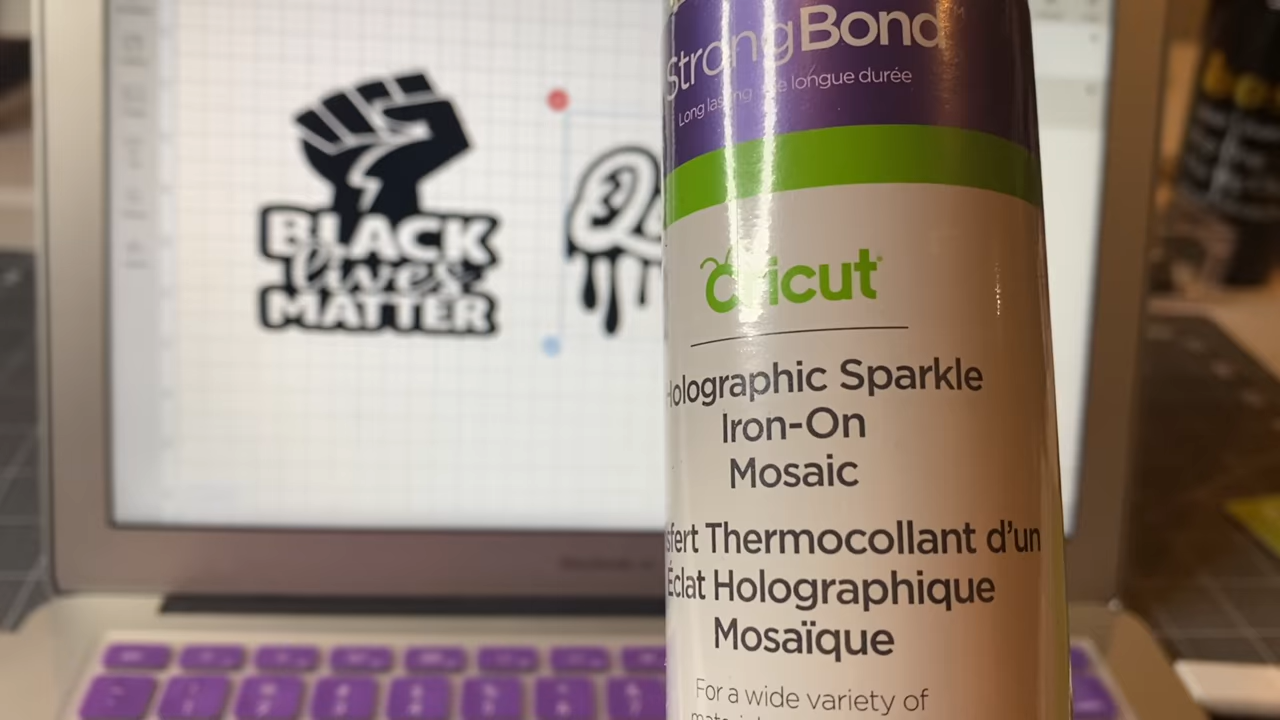 BLACK
lives
MATTER
StrongBond
Long lasting longue durée
Cricut
Holographic Sparkle
Iron-On
Mosaic
Thermocollant d'un
Éclat Holographique
Mosaïque
For a wide variety of